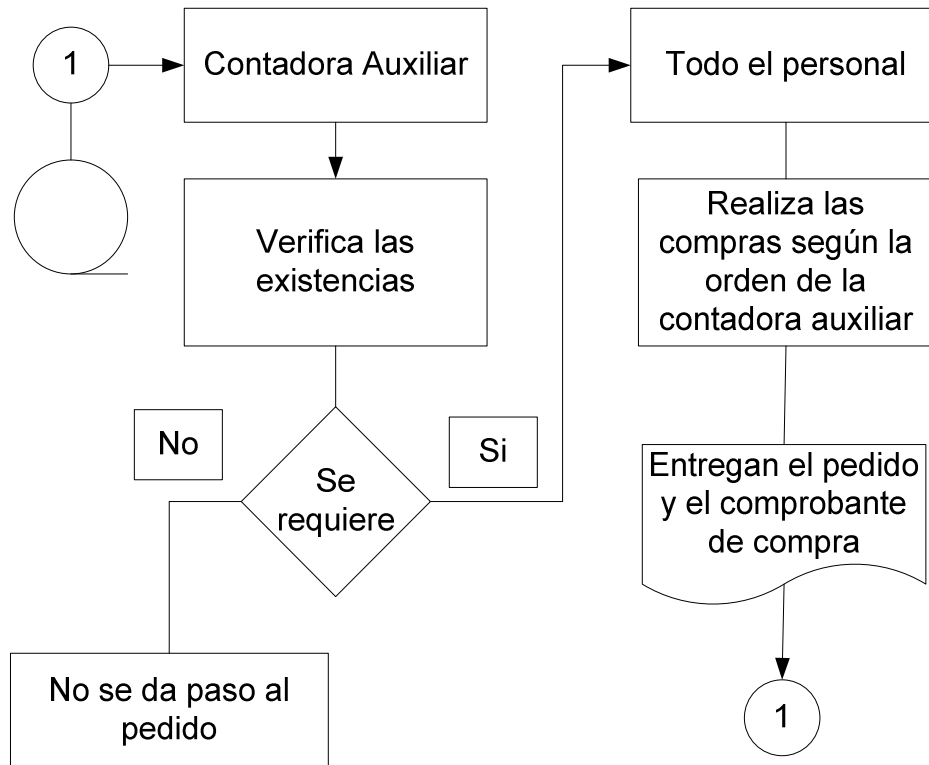 1
Contadora Auxiliar
Verifica las
existencias
No
Se
requiere
Si
No se da paso al
pedido
Todo el personal
Realiza las
compras según la
orden de la
contadora auxiliar
Entregan el pedido
y el comprobante
de compra
1